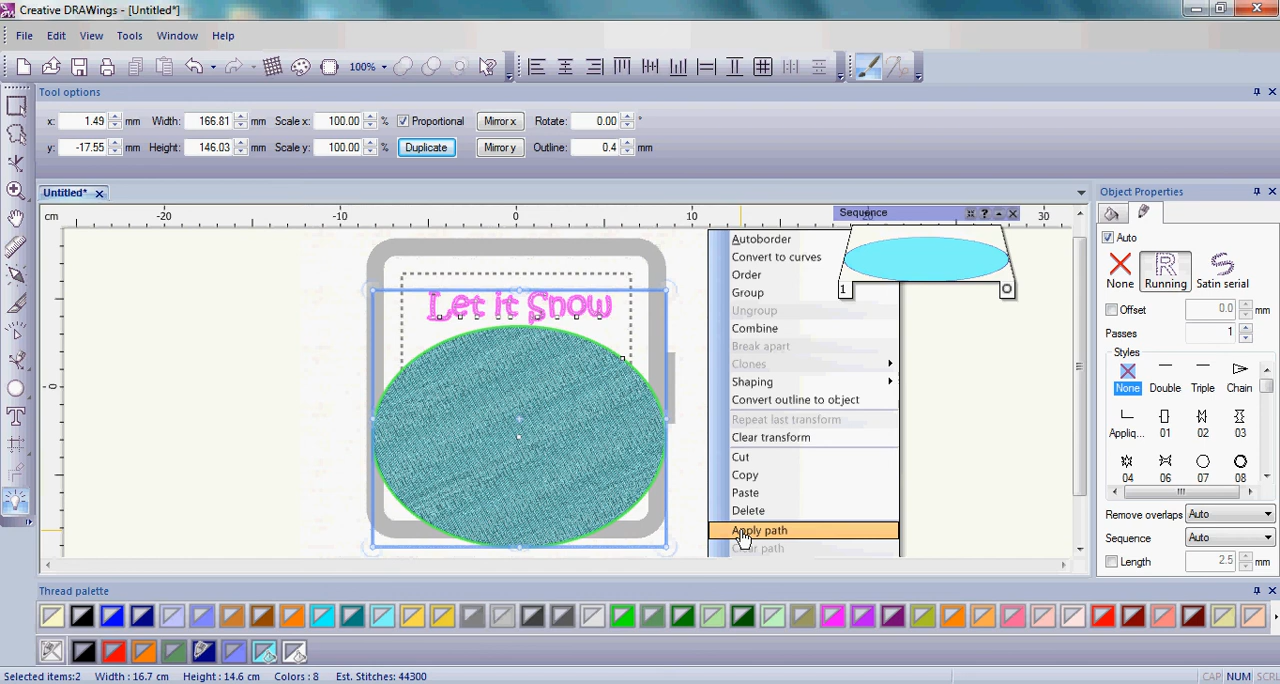 Creative DRAWings - [Untitled*]
File Edit View Tools Window Help
100%
Tool options
x: 1.49 mm Width: 166.81 mm Scale x: 100.00 % Proportional Mirror x Rotate: 0.00 °
y: -17.55 mm Height: 146.03 mm Scale y: 100.00 % Duplicate Mirror y Outline: 0.4 mm
Untitled*
cm -20 -10 0 10 20 30
0
Let it Snow
Sequence
1
Autoborder
Convert to curves
Order
Group
Ungroup
Combine
Break apart
Clones
Shaping
Convert outline to object
Repeat last transform
Clear transform
Cut
Copy
Paste
Delete
Apply path
Clear path
Object Properties
Auto
None Running Satin serial
Offset 0.0 mm
Passes 1
Styles
None Double Triple Chain
Appliq... 01 02 03
04 06 07 08
Remove overlaps Auto
Sequence Auto
Length 2.5 mm
Thread palette
Selected items:2 Width : 16.7 cm Height : 14.6 cm Colors : 8 Est. Stitches : 44300 CAP NUM SCRL